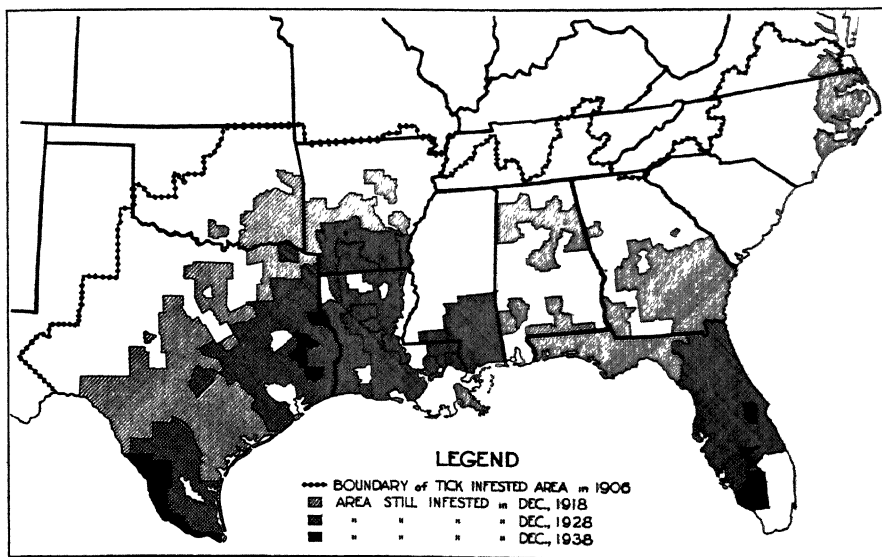 LEGEND
BOUNDARY of TICK INFESTED AREA in 1906
AREA STILL INFESTED in DEC., 1918
" " " " DEC., 1928
" " " " DEC., 1938